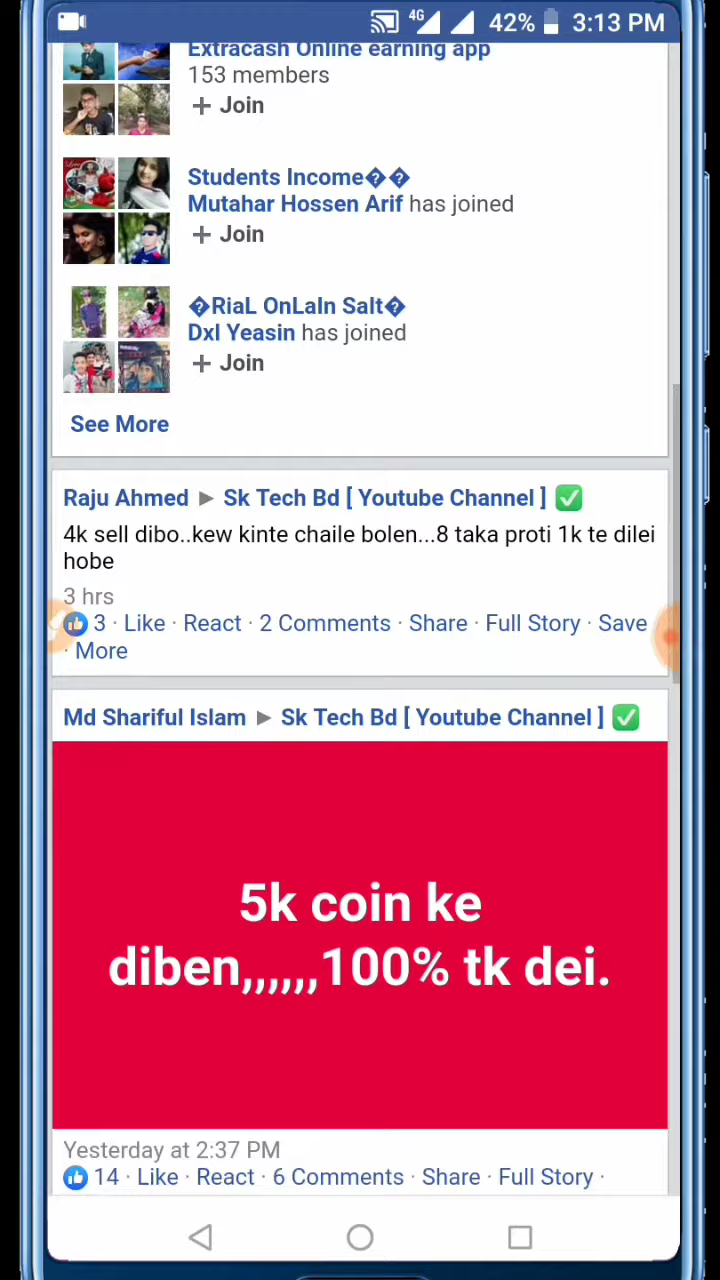 4G 42% 3:13 PM
Extracash Online earning app
153 members
+ Join
Students Income��
Mutahar Hossen Arif has joined
+ Join
�RiaL OnLaIn Salt�
Dxl Yeasin has joined
+ Join
See More
Raju Ahmed ▶ Sk Tech Bd [ Youtube Channel ] ✅
4k sell dibo..kew kinte chaile bolen...8 taka proti 1k te dilei
hobe
3 hrs
3 · Like · React · 2 Comments · Share · Full Story · Save
· More
Md Shariful Islam ▶ Sk Tech Bd [ Youtube Channel ] ✅
5k coin ke
diben,,,,,,100% tk dei.
Yesterday at 2:37 PM
14 · Like · React · 6 Comments · Share · Full Story ·